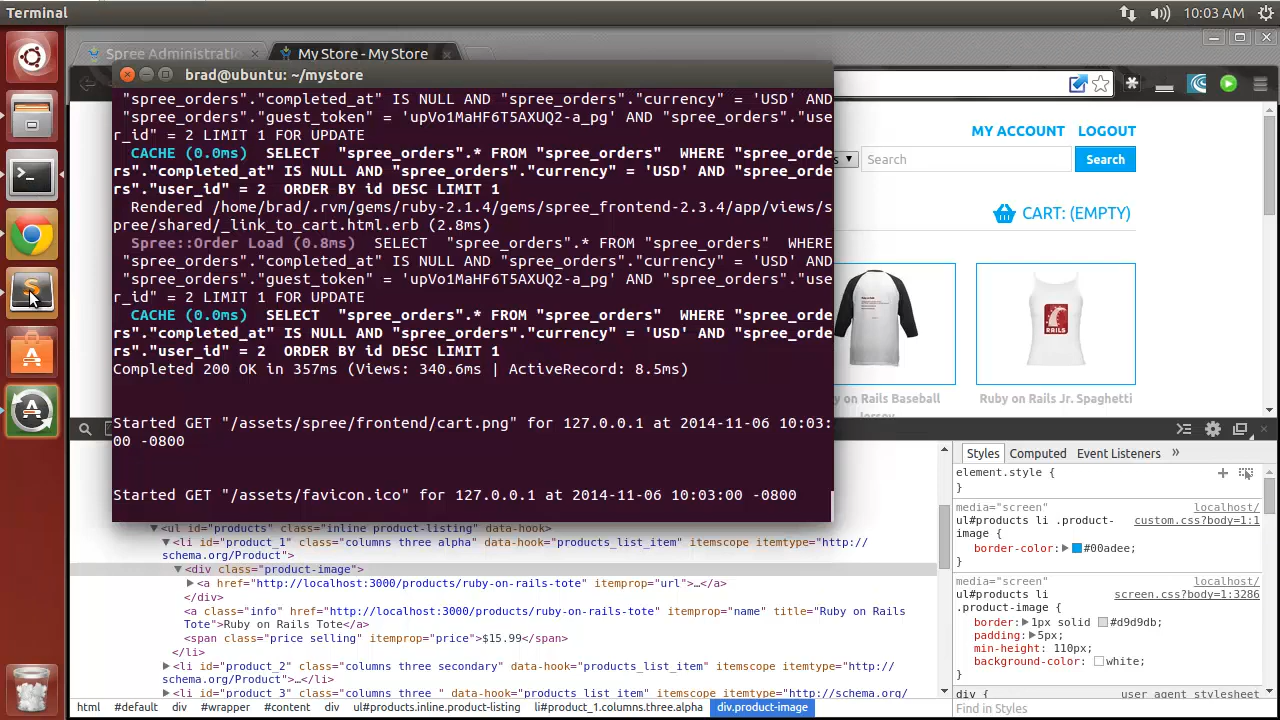 Terminal
10:03 AM
Spree Administratio
My Store - My Store
brad@ubuntu: ~/mystore
"spree_orders"."completed_at" IS NULL AND "spree_orders"."currency" = 'USD' AND
"spree_orders"."guest_token" = 'upVo1MaHF6T5AXUQ2-a_pg' AND "spree_orders"."use
r_id" = 2 LIMIT 1 FOR UPDATE
CACHE (0.0ms)  SELECT  "spree_orders".* FROM "spree_orders"  WHERE "spree_orde
rs"."completed_at" IS NULL AND "spree_orders"."currency" = 'USD' AND "spree_orde
rs"."user_id" = 2  ORDER BY id DESC LIMIT 1
Rendered /home/brad/.rvm/gems/ruby-2.1.4/gems/spree_frontend-2.3.4/app/views/s
pree/shared/_link_to_cart.html.erb (2.8ms)
Spree::Order Load (0.8ms)  SELECT  "spree_orders".* FROM "spree_orders"  WHERE
"spree_orders"."completed_at" IS NULL AND "spree_orders"."currency" = 'USD' AND
"spree_orders"."guest_token" = 'upVo1MaHF6T5AXUQ2-a_pg' AND "spree_orders"."use
r_id" = 2 LIMIT 1 FOR UPDATE
CACHE (0.0ms)  SELECT  "spree_orders".* FROM "spree_orders"  WHERE "spree_orde
rs"."completed_at" IS NULL AND "spree_orders"."currency" = 'USD' AND "spree_orde
rs"."user_id" = 2  ORDER BY id DESC LIMIT 1
Completed 200 OK in 357ms (Views: 340.6ms | ActiveRecord: 8.5ms)
Started GET "/assets/spree/frontend/cart.png" for 127.0.0.1 at 2014-11-06 10:03:
00 -0800
Started GET "/assets/favicon.ico" for 127.0.0.1 at 2014-11-06 10:03:00 -0800
MY ACCOUNT LOGOUT
s Search Search
CART: (EMPTY)
RAILS
y on Rails Baseball
Jersey
Ruby on Rails Jr. Spaghetti
<ul id="products" class="inline product-listing" data-hook>
<li id="product_1" class="columns three alpha" data-hook="products_list_item" itemscope itemtype="http://
schema.org/Product">
<div class="product-image">
<a href="http://localhost:3000/products/ruby-on-rails-tote" itemprop="url">…</a>
</div>
<a class="info" href="http://localhost:3000/products/ruby-on-rails-tote" itemprop="name" title="Ruby on Rails
Tote">Ruby on Rails Tote</a>
<span class="price selling" itemprop="price">$15.99</span>
</li>
<li id="product_2" class="columns three secondary" data-hook="products_list_item" itemscope itemtype="http://
schema.org/Product">…</li>
<li id="product_3" class="columns three " data-hook="products_list_item" itemscope itemtype="http://
html #default div #wrapper #content div ul#products.inline.product-listing li#product_1.columns.three.alpha div.product-image
Styles Computed Event Listeners »
element.style {
}
media="screen" localhost/
ul#products li .product- custom.css?body=1:1
image {
border-color: #00adee;
}
media="screen" localhost/
ul#products li screen.css?body=1:3286
.product-image {
border: 1px solid #d9d9db;
padding: 5px;
min-height: 110px;
background-color: white;
}
div { user agent stylesheet
Find in Styles